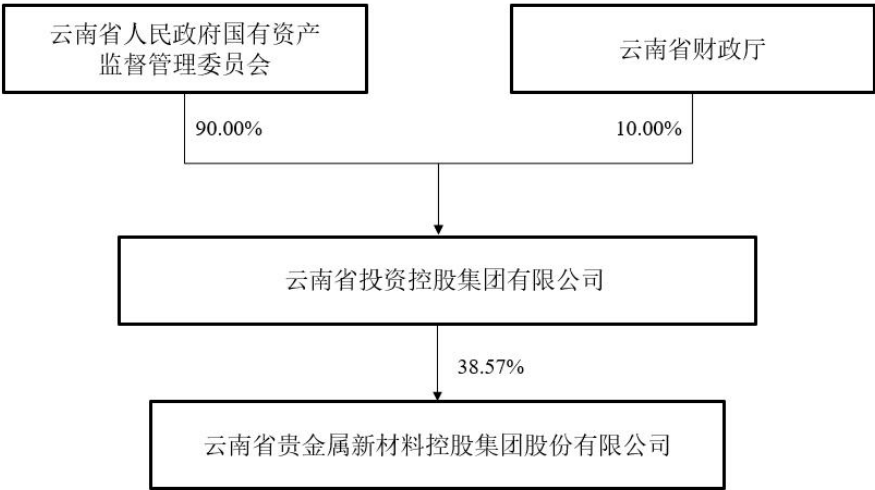 云南省人民政府国有资产
监督管理委员会
云南省财政厅
90.00%
10.00%
云南省投资控股集团有限公司
38.57%
云南省贵金属新材料控股集团股份有限公司